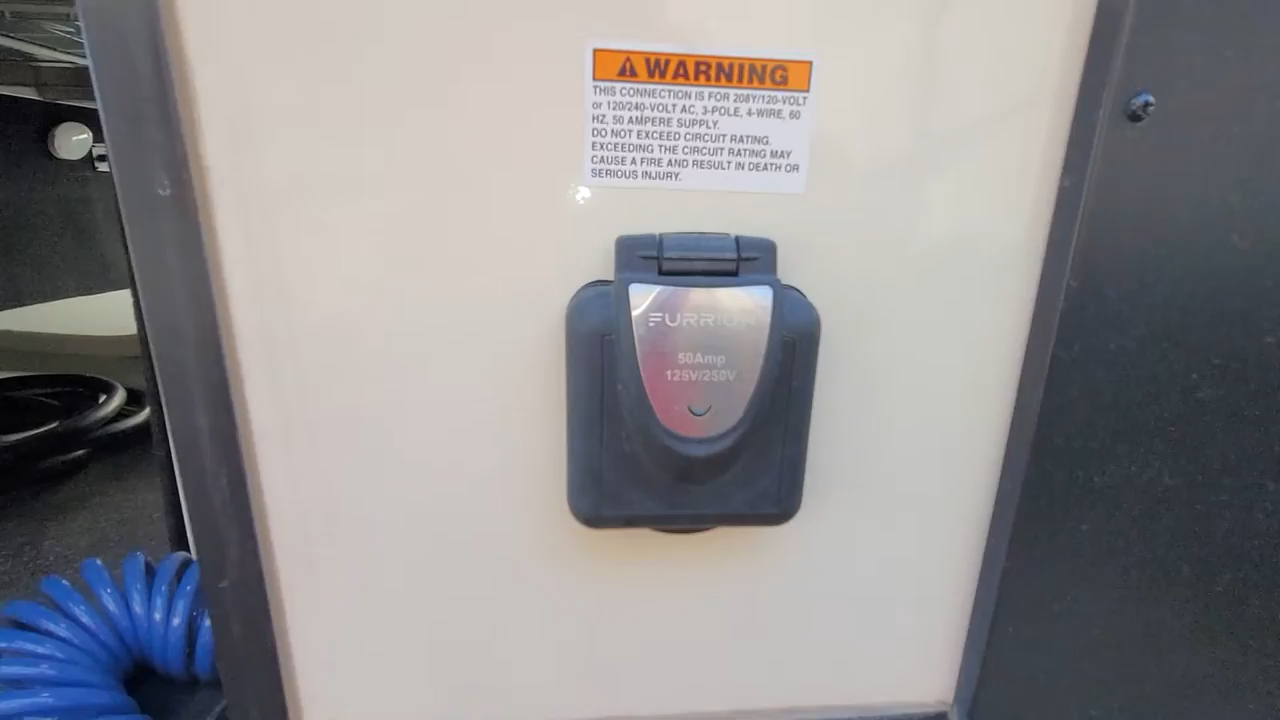 WARNING
THIS CONNECTION IS FOR 208Y/120-VOLT
or 120/240-VOLT AC, 3-POLE, 4-WIRE, 60
HZ, 50 AMPERE SUPPLY.
DO NOT EXCEED CIRCUIT RATING.
EXCEEDING THE CIRCUIT RATING MAY
CAUSE A FIRE AND RESULT IN DEATH OR
SERIOUS INJURY.
FURRION
50Amp
125V/250V